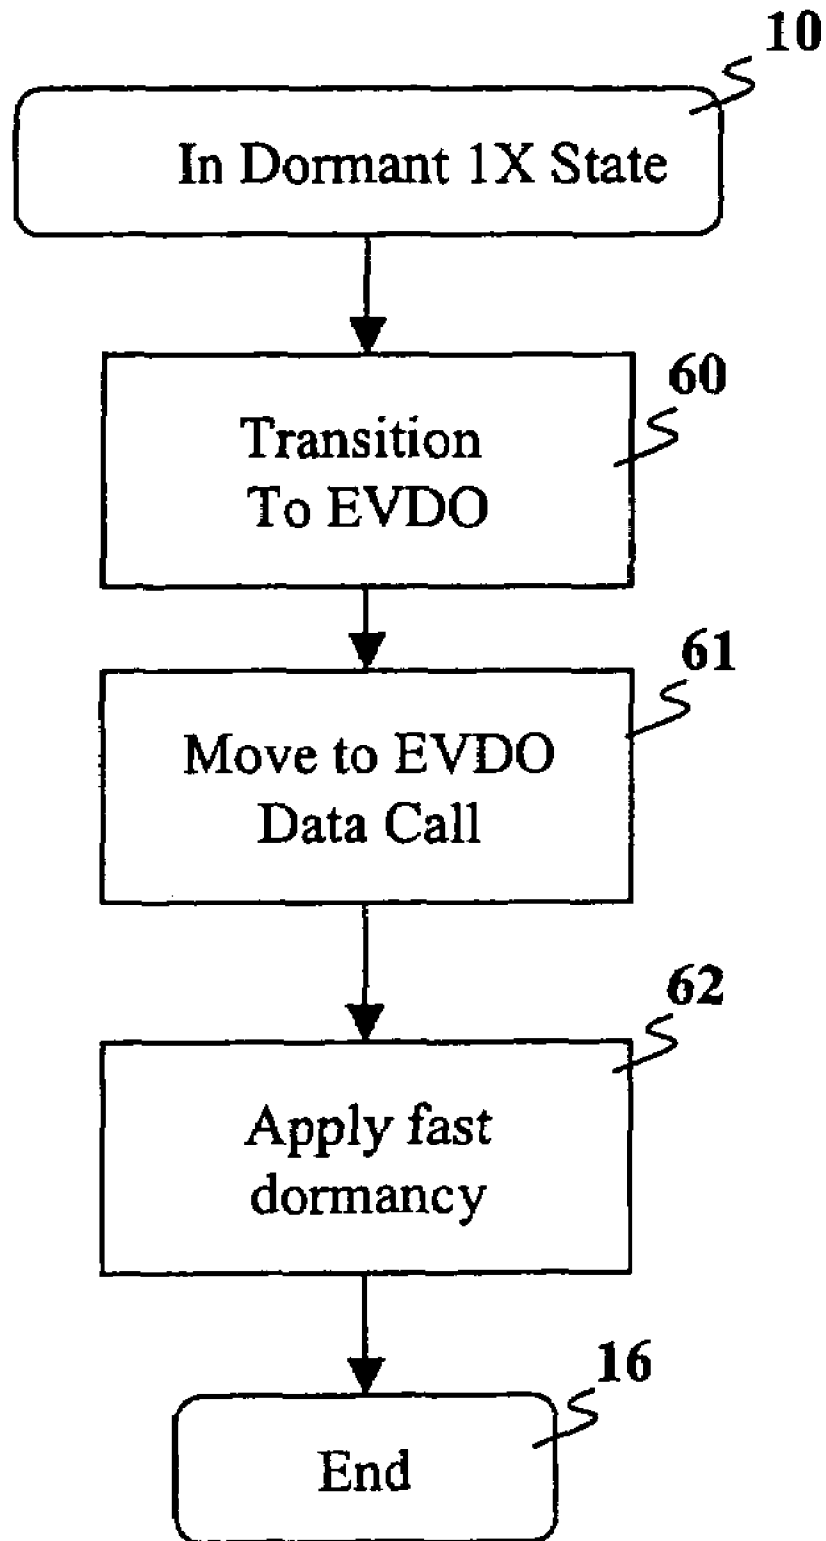 10
In Dormant 1X State
60
Transition
To EVDO
61
Move to EVDO
Data Call
62
Apply fast
dormancy
16
End